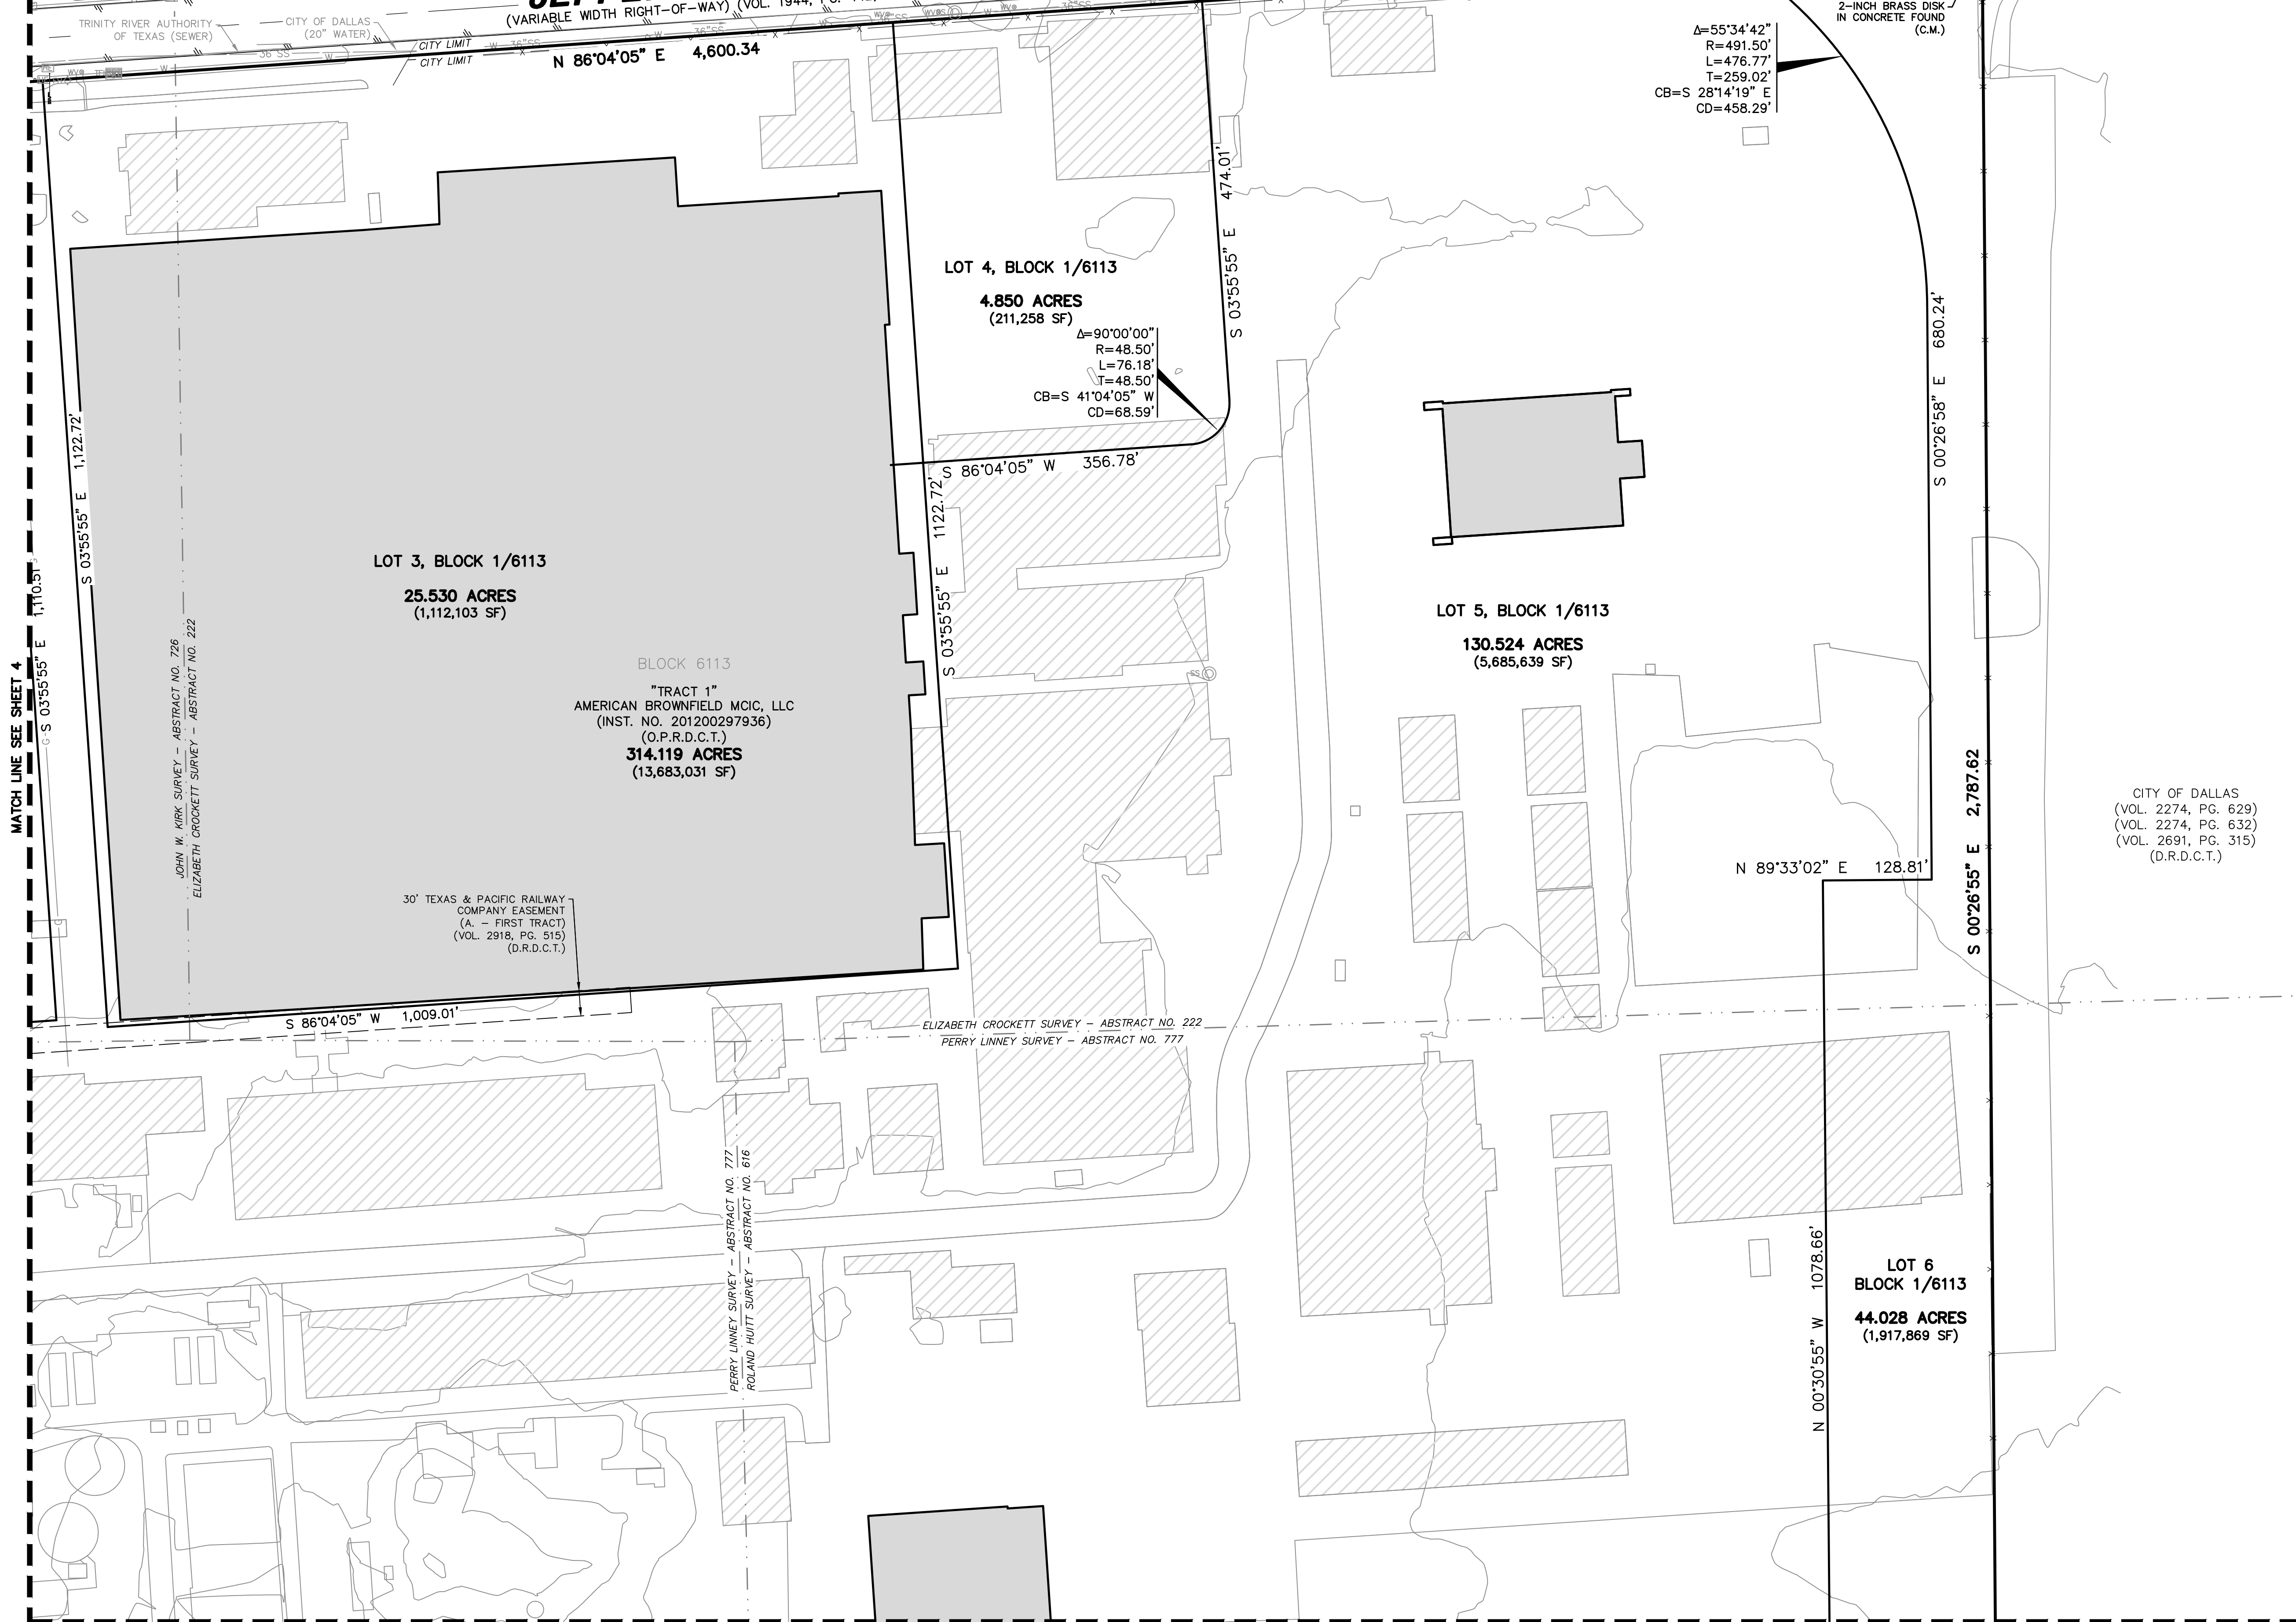 TRINITY RIVER AUTHORITY
OF TEXAS (SEWER)
CITY OF DALLAS
(20" WATER)
CITY LIMIT
CITY LIMIT
(VARIABLE WIDTH RIGHT-OF-WAY) (VOL. 1944,
N 86°04'05" E 4,600.34
36"SS
36"SS
36"SS
36"SS
2-INCH BRASS DISK
IN CONCRETE FOUND
(C.M.)
Δ=55°34'42"
R=491.50'
L=476.77'
T=259.02'
CB=S 28°14'19" E
CD=458.29'
S 03°55'55" E 474.01'
LOT 4, BLOCK 1/6113
4.850 ACRES
(211,258 SF)
Δ=90°00'00"
R=48.50'
L=76.18'
T=48.50'
CB=S 41°04'05" W
CD=68.59'
S 86°04'05" W 356.78'
S 03°55'55" E 1122.72'
S 03°55'55" E 1,122.72'
S 03°55'55" E 1,110.51'
MATCH LINE SEE SHEET 4
JOHN W. KIRK SURVEY - ABSTRACT NO. 726
ELIZABETH CROCKETT SURVEY - ABSTRACT NO. 222
LOT 3, BLOCK 1/6113
25.530 ACRES
(1,112,103 SF)
BLOCK 6113
"TRACT 1"
AMERICAN BROWNFIELD MCIC, LLC
(INST. NO. 201200297936)
(O.P.R.D.C.T.)
314.119 ACRES
(13,683,031 SF)
30' TEXAS & PACIFIC RAILWAY
COMPANY EASEMENT
(A. - FIRST TRACT)
(VOL. 2918, PG. 515)
(D.R.D.C.T.)
S 86°04'05" W 1,009.01'
SS
LOT 5, BLOCK 1/6113
130.524 ACRES
(5,685,639 SF)
S 00°26'58" E 680.24'
N 89°33'02" E 128.81'
S 00°26'55" E 2,787.62
CITY OF DALLAS
(VOL. 2274, PG. 629)
(VOL. 2274, PG. 632)
(VOL. 2691, PG. 315)
(D.R.D.C.T.)
ELIZABETH CROCKETT SURVEY - ABSTRACT NO. 222
PERRY LINNEY SURVEY - ABSTRACT NO. 777
PERRY LINNEY SURVEY - ABSTRACT NO. 777
ROLAND HUITT SURVEY - ABSTRACT NO. 616
N 00°30'55" W 1078.66'
LOT 6
BLOCK 1/6113
44.028 ACRES
(1,917,869 SF)